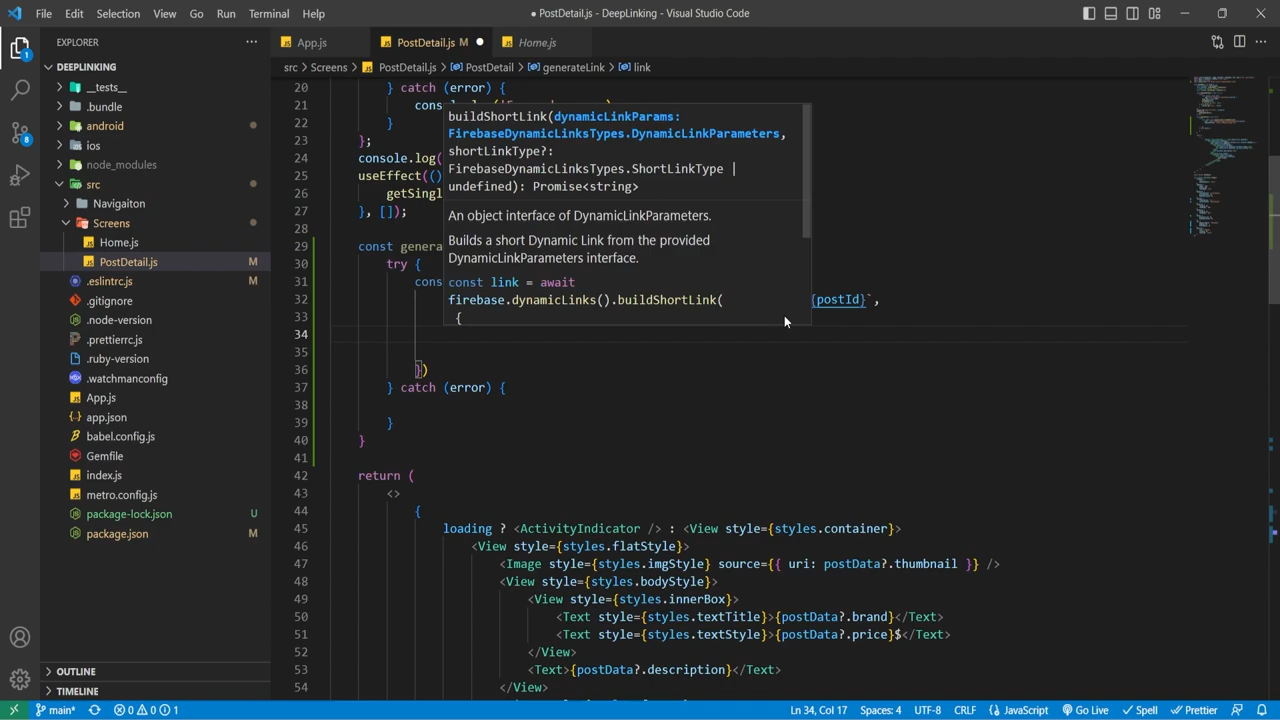 File Edit Selection View Go Run Terminal Help
● PostDetail.js - DeepLinking - Visual Studio Code
EXPLORER
App.js
PostDetail.js M
Home.js
DEEPLINKING
src > Screens > PostDetail.js > PostDetail > generateLink > link
__tests__
.bundle
android
ios
node_modules
src
Navigaiton
Screens
Home.js
PostDetail.js M
.eslintrc.js M
.gitignore
.node-version
.prettierrc.js
.ruby-version
.watchmanconfig
App.js
app.json
babel.config.js
Gemfile
index.js
metro.config.js
package-lock.json U
package.json M
OUTLINE
TIMELINE
1
8
20 } catch (error) {
21 cons
22 }
23 };
24 console.log(
25 useEffect(()
26 getSingl
27 }, []);
28
29 const genera
30 try {
31 cons
32 {postId}`,
33
34
35
36 })
37 } catch (error) {
38
39 }
40 }
41
42 return (
43 <>
44 {
45 loading ? <ActivityIndicator /> : <View style={styles.container}>
46 <View style={styles.flatStyle}>
47 <Image style={styles.imgStyle} source={{ uri: postData?.thumbnail }} />
48 <View style={styles.bodyStyle}>
49 <View style={styles.innerBox}>
50 <Text style={styles.textTitle}>{postData?.brand}</Text>
51 <Text style={styles.textStyle}>{postData?.price}$</Text>
52 </View>
53 <Text>{postData?.description}</Text>
54 </View>
buildShortLink(dynamicLinkParams:
FirebaseDynamicLinksTypes.DynamicLinkParameters,
shortLinkType?:
FirebaseDynamicLinksTypes.ShortLinkType |
undefined): Promise<string>
An object interface of DynamicLinkParameters.
Builds a short Dynamic Link from the provided
DynamicLinkParameters interface.
const link = await
firebase.dynamicLinks().buildShortLink(
{
main* 0 0 1
Ln 34, Col 17 Spaces: 4 UTF-8 CRLF JavaScript Go Live Spell Prettier